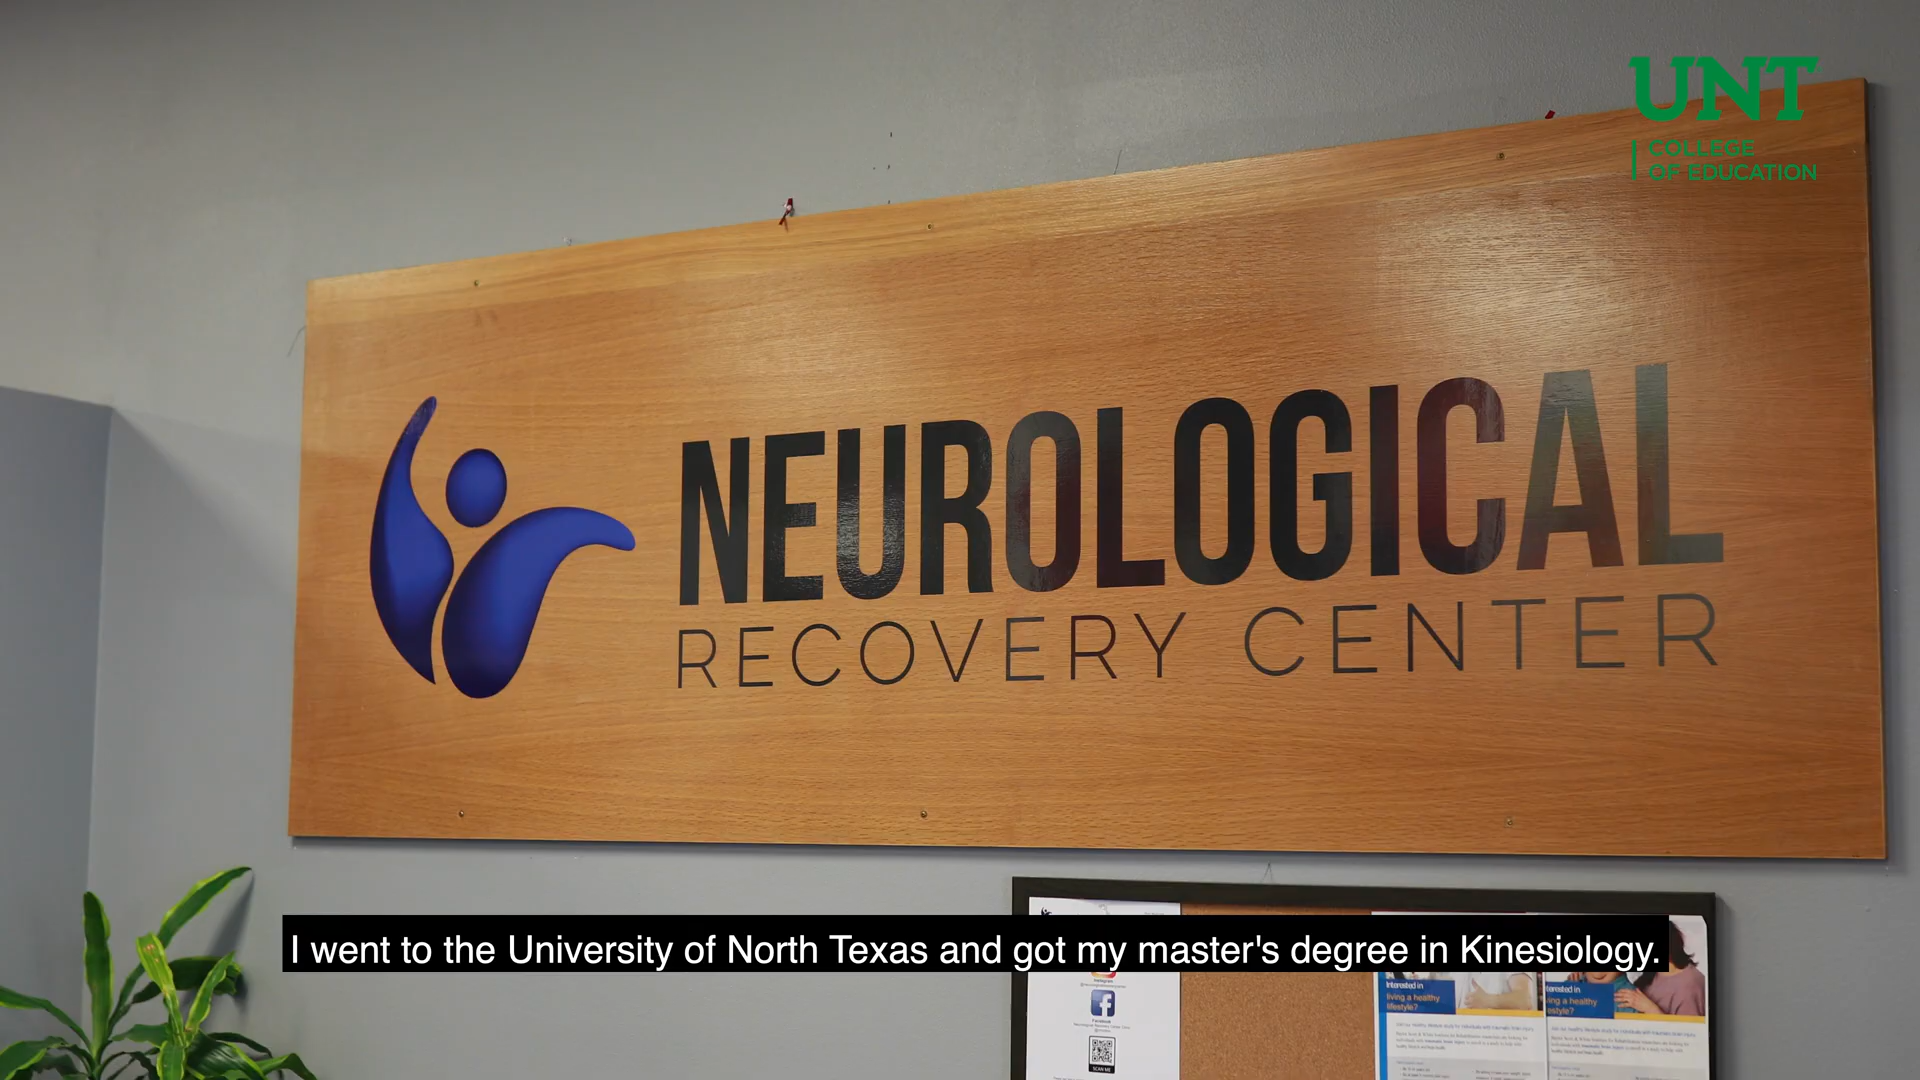 UNT
COLLEGE
OF EDUCATION
NEUROLOGICAL
RECOVERY CENTER
I went to the University of North Texas and got my master's degree in Kinesiology.
Instagram
Facebook
SCAN ME
Interested in
living a healthy
lifestyle?